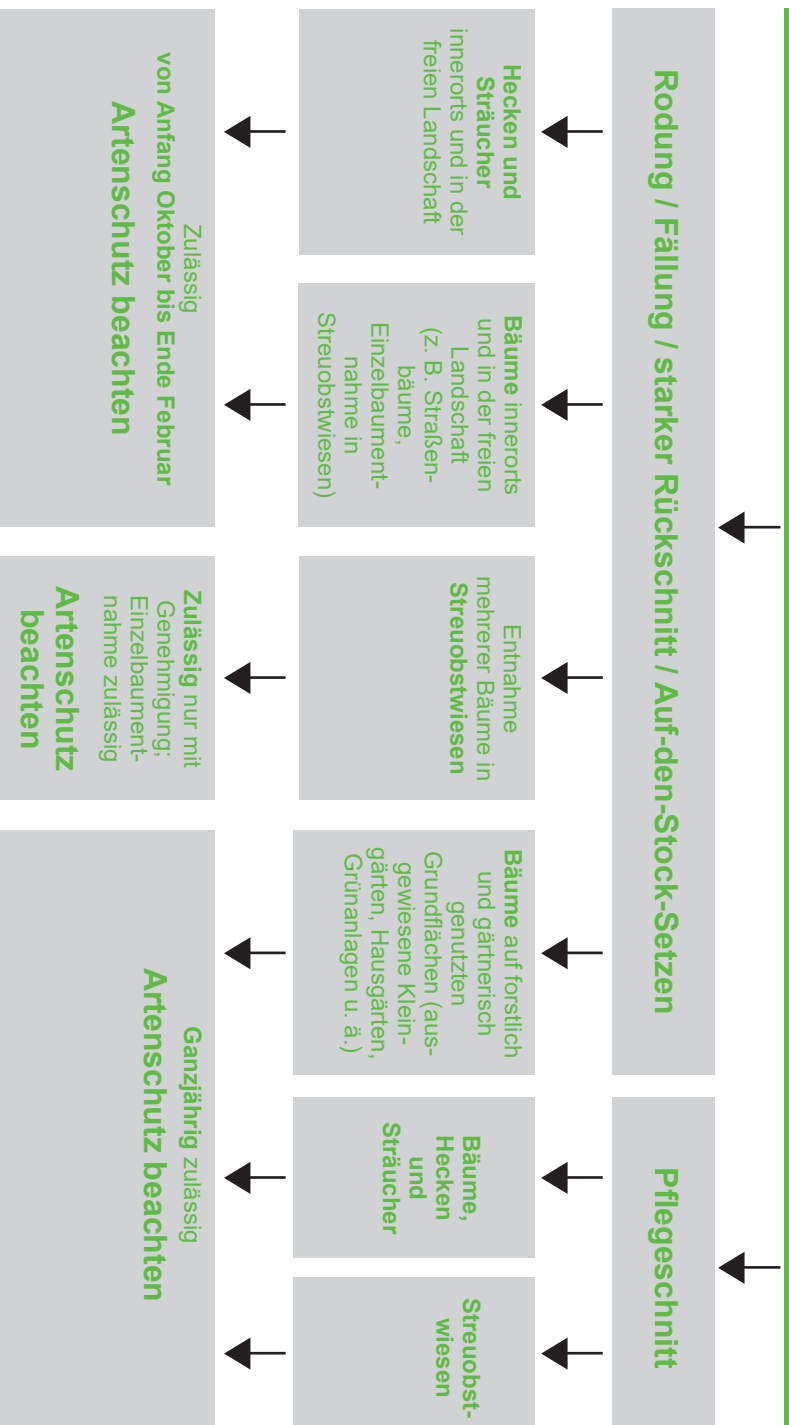 Rodung / Fällung / starker Rückschnitt / Auf-den-Stock-Setzen
Pflegeschnitt
Hecken und
Sträucher
innerorts und in der
freien Landschaft
Bäume innerorts
und in der freien
Landschaft
(z. B. Straßen-
bäume,
Einzelbaument-
nahme in
Streuobstwiesen)
Entnahme
mehrerer Bäume in
Streuobstwiesen
Bäume auf forstlich
und gärtnerisch
genutzten
Grundflächen (aus-
gewiesene Klein-
gärten, Hausgärten,
Grünanlagen u. ä.)
Bäume,
Hecken
und
Sträucher
Streuobst-
wiesen
Zulässig
von Anfang Oktober bis Ende Februar
Artenschutz beachten
Zulässig nur mit
Genehmigung;
Einzelbaument-
nahme zulässig
Artenschutz
beachten
Ganzjährig zulässig
Artenschutz beachten